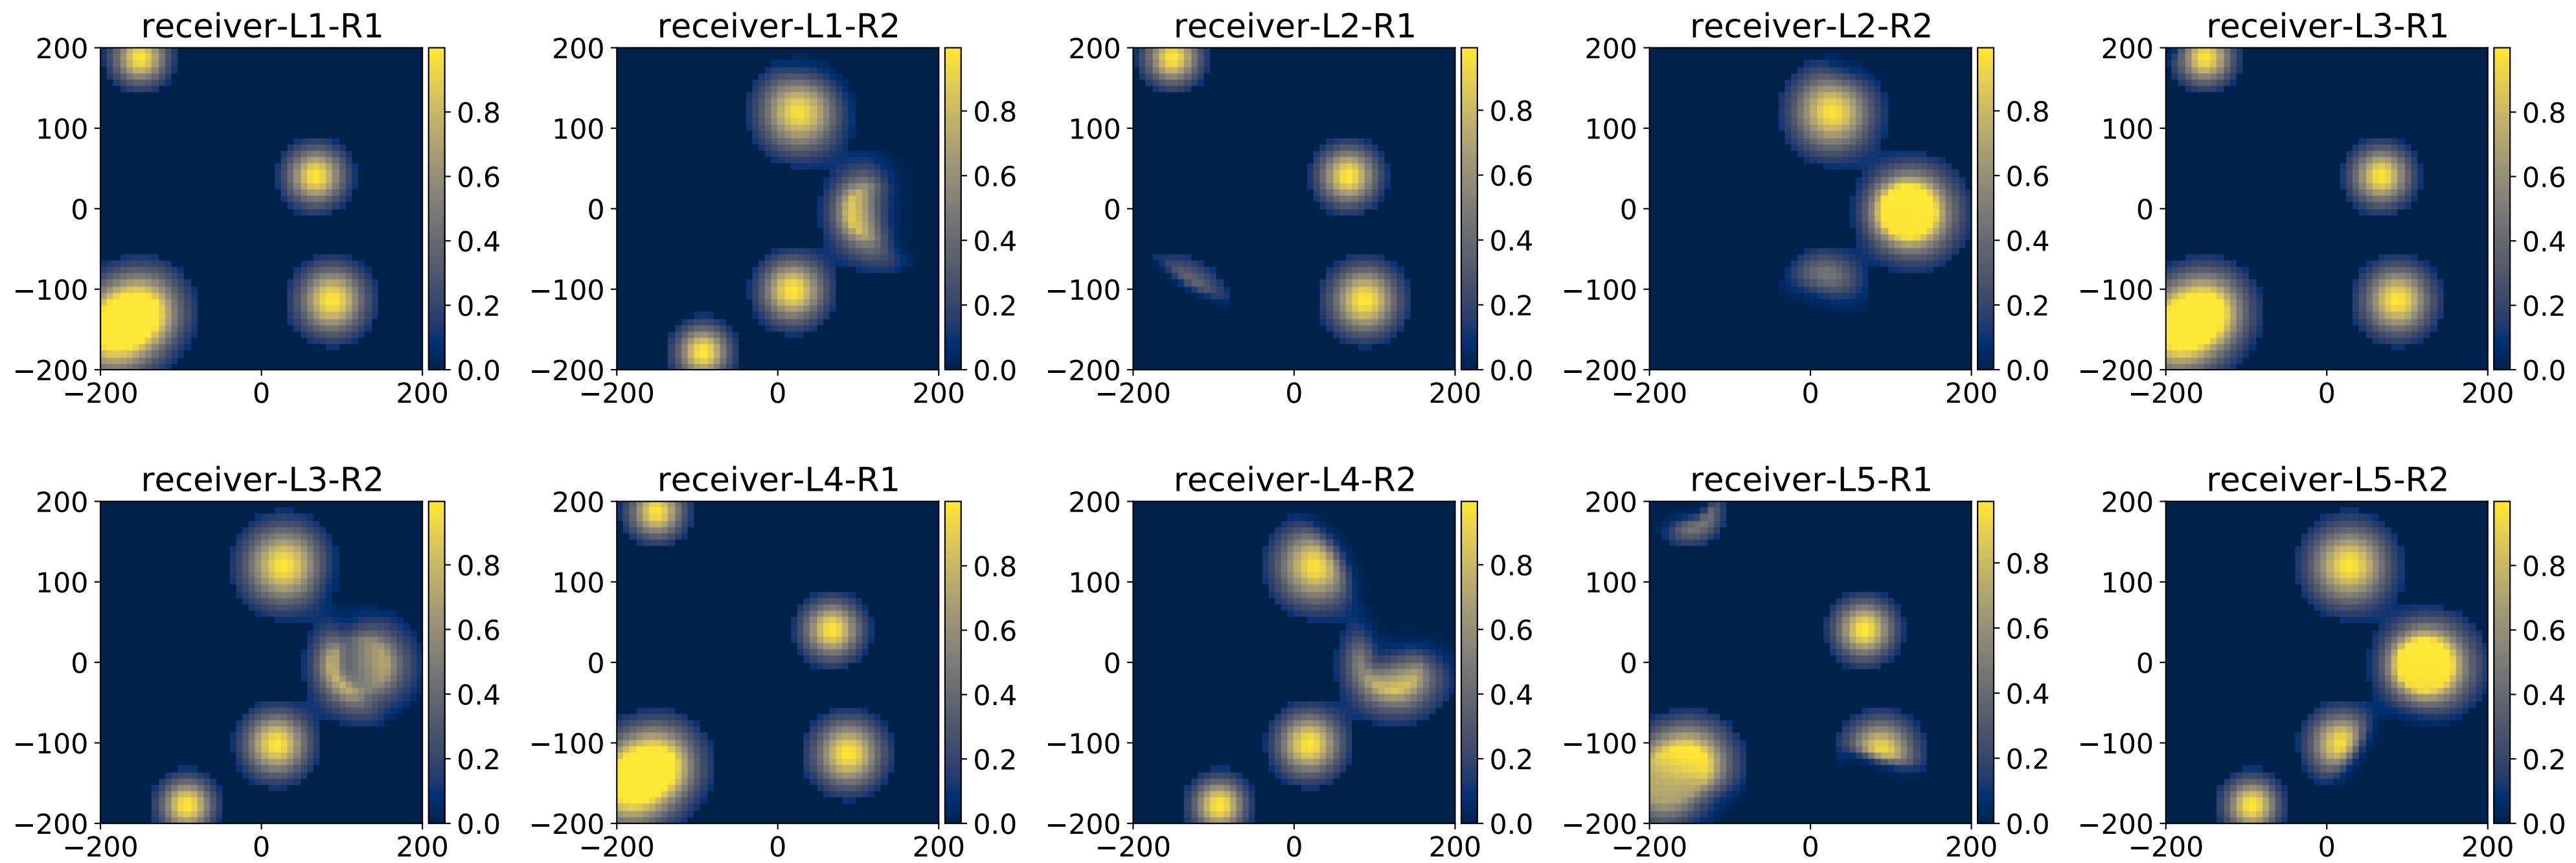 receiver-L1-R1 receiver-L1-R2 receiver-L2-R1 receiver-L2-R2 receiver-L3-R1
200 200 200 200 200
0.8 0.8 0.8 0.8 0.8
100 100 100 100 100
0.6 0.6 0.6 0.6 0.6
0 0 0 0 0
0.4 0.4 0.4 0.4 0.4
−100 −100 −100 −100 −100
0.2 0.2 0.2 0.2 0.2
−200 0.0 −200 0.0 −200 0.0 −200 0.0 −200 0.0
−200 0 200 −200 0 200 −200 0 200 −200 0 200 −200 0 200
receiver-L3-R2 receiver-L4-R1 receiver-L4-R2 receiver-L5-R1 receiver-L5-R2
200 200 200 200 200
0.8 0.8 0.8 0.8 0.8
100 100 100 100 100
0.6 0.6 0.6 0.6 0.6
0 0 0 0 0
0.4 0.4 0.4 0.4 0.4
−100 −100 −100 −100 −100
0.2 0.2 0.2 0.2 0.2
−200 0.0 −200 0.0 −200 0.0 −200 0.0 −200 0.0
−200 0 200 −200 0 200 −200 0 200 −200 0 200 −200 0 200